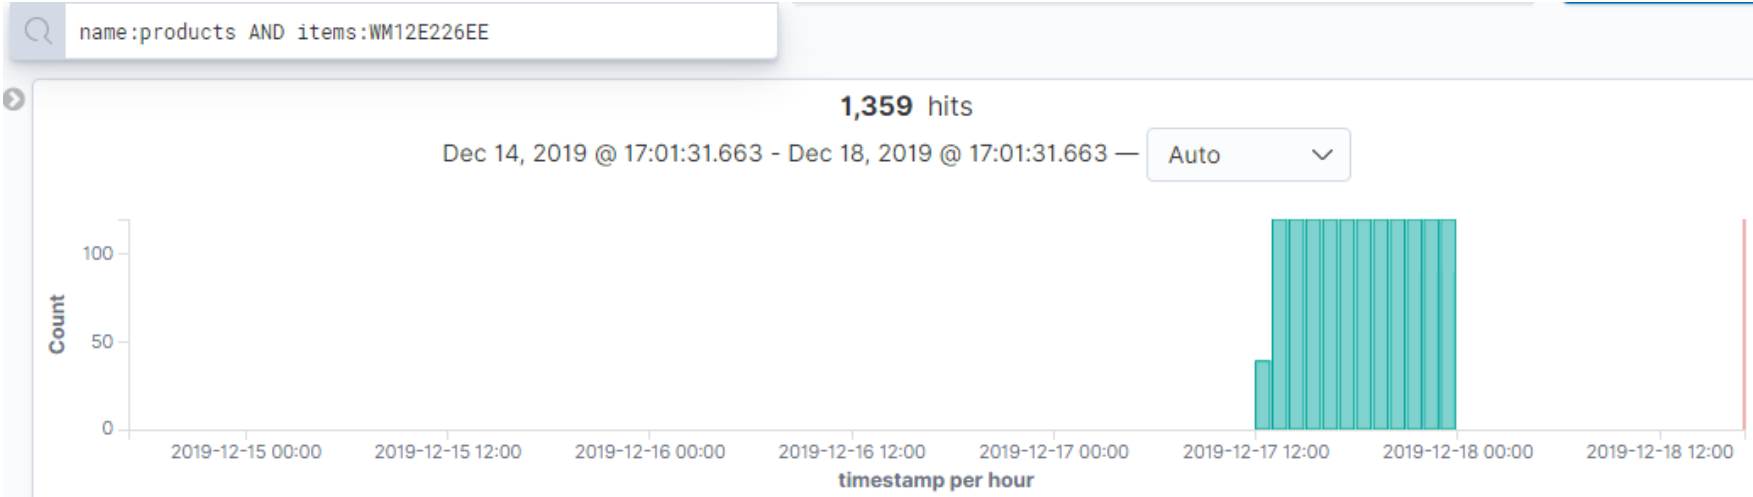 name:products AND items:WM12E226EE
1,359 hits
Dec 14, 2019 @ 17:01:31.663 - Dec 18, 2019 @ 17:01:31.663 — Auto
100
50
0
Count
2019-12-15 00:00 2019-12-15 12:00 2019-12-16 00:00 2019-12-16 12:00 2019-12-17 00:00 2019-12-17 12:00 2019-12-18 00:00 2019-12-18 12:00
timestamp per hour